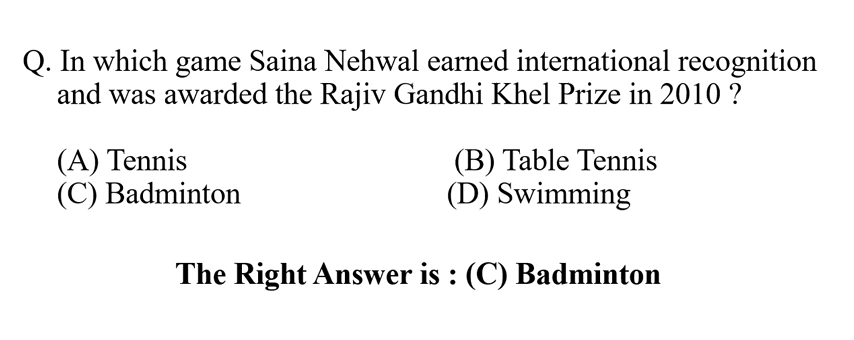 Q. In which game Saina Nehwal earned international recognition
and was awarded the Rajiv Gandhi Khel Prize in 2010 ?
(A) Tennis (B) Table Tennis
(C) Badminton (D) Swimming
The Right Answer is : (C) Badminton